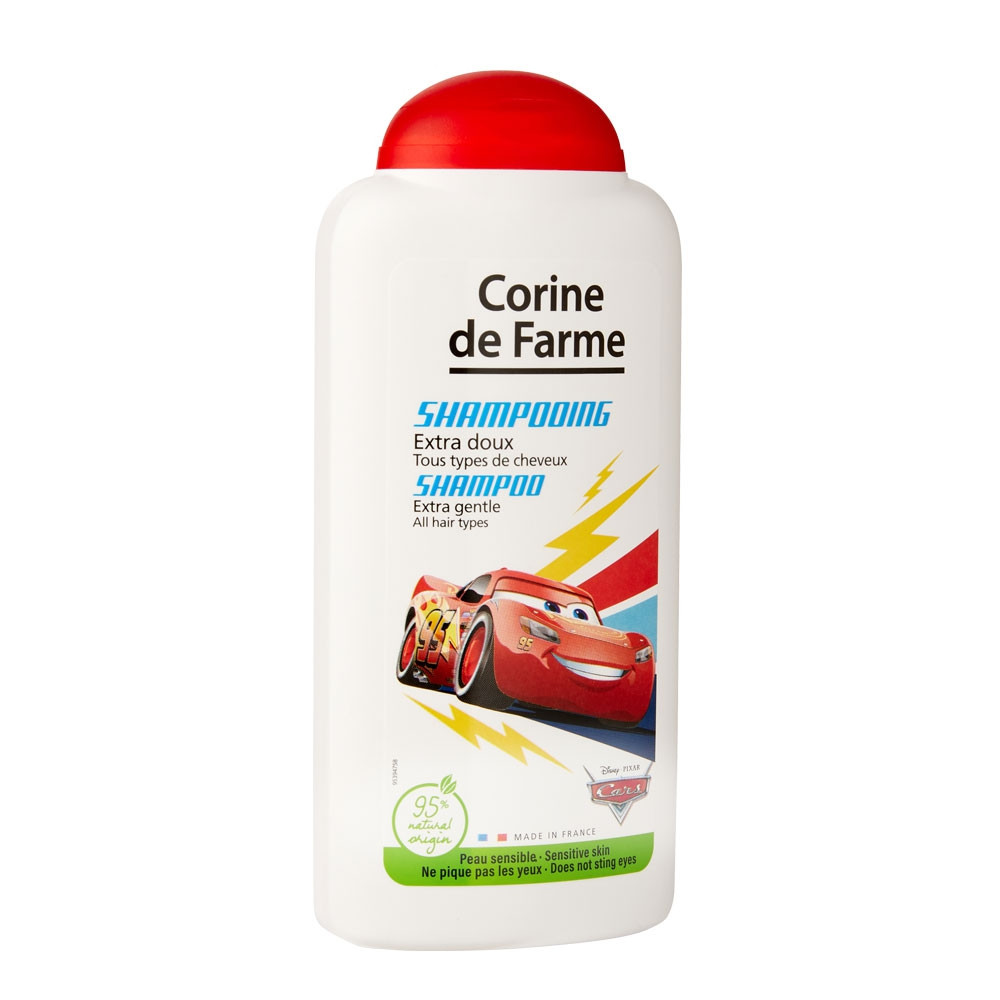 Corine
de Farme
SHAMPOOING
Extra doux
Tous types de cheveux
SHAMPOO
Extra gentle
All hair types
95
95
Disney PIXAR
Cars
95394758
95%
natural
origin
MADE IN FRANCE
Peau sensible · Sensitive skin
Ne pique pas les yeux · Does not sting eyes